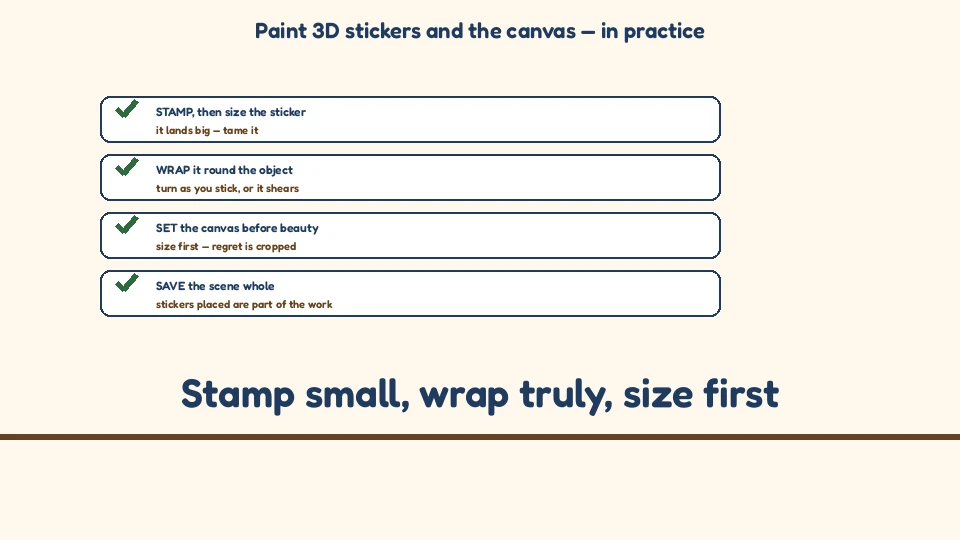 Paint 3D stickers and the canvas — in practice
STAMP, then size the sticker
it lands big — tame it
WRAP it round the object
turn as you stick, or it shears
SET the canvas before beauty
size first — regret is cropped
SAVE the scene whole
stickers placed are part of the work
Stamp small, wrap truly, size first